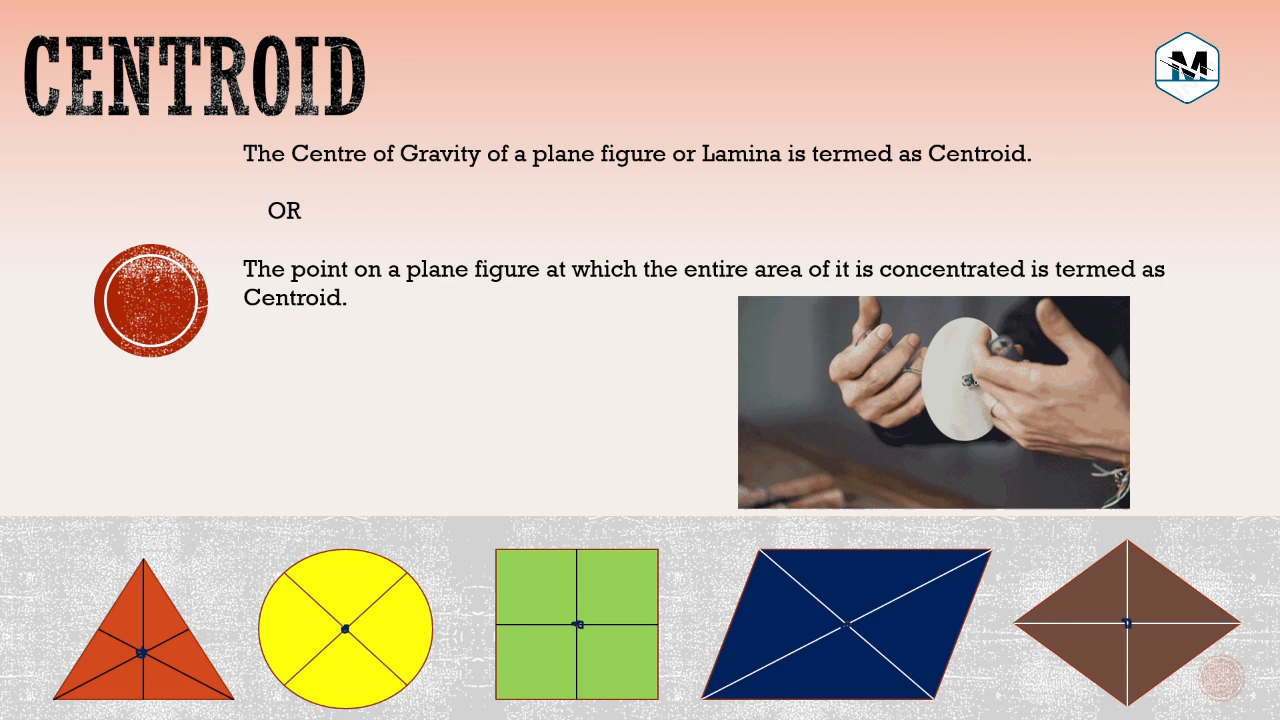 CENTROID
M
The Centre of Gravity of a plane figure or Lamina is termed as Centroid.
OR
The point on a plane figure at which the entire area of it is concentrated is termed as
Centroid.